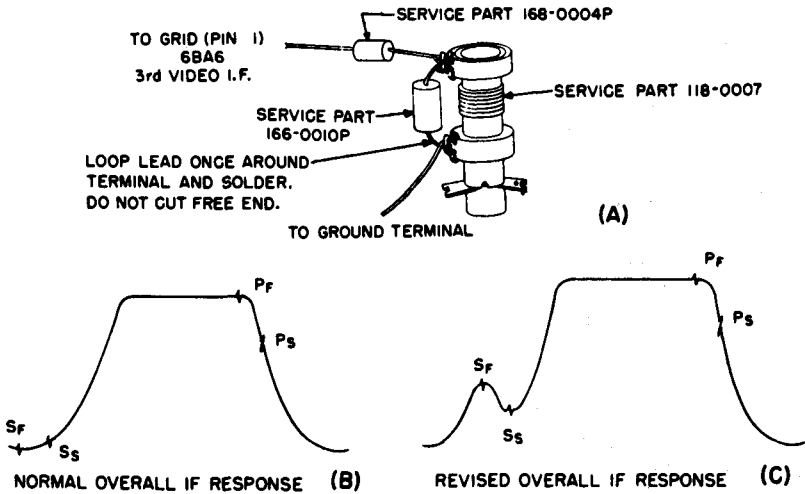 SERVICE PART 168-0004P
TO GRID (PIN 1)
6BA6
3rd VIDEO I.F.
SERVICE PART 118-0007
SERVICE PART
166-0010P
LOOP LEAD ONCE AROUND
TERMINAL AND SOLDER.
DO NOT CUT FREE END.
(A)
TO GROUND TERMINAL
PF
PS
SF
SS
NORMAL OVERALL IF RESPONSE (B)
PF
PS
SF
SS
REVISED OVERALL IF RESPONSE (C)